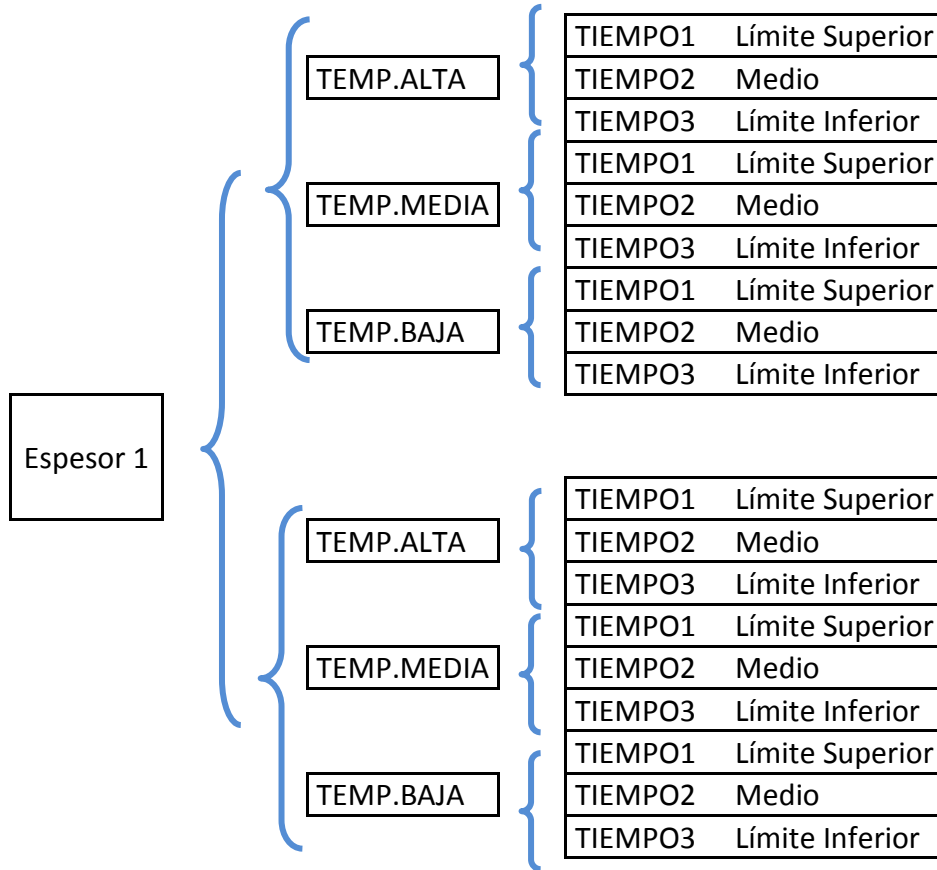 TIEMPO1 Límite Superior
TEMP.ALTA TIEMPO2 Medio
TIEMPO3 Límite Inferior
TIEMPO1 Límite Superior
TEMP.MEDIA TIEMPO2 Medio
TIEMPO3 Límite Inferior
TIEMPO1 Límite Superior
TEMP.BAJA TIEMPO2 Medio
TIEMPO3 Límite Inferior
Espesor 1
TIEMPO1 Límite Superior
TEMP.ALTA TIEMPO2 Medio
TIEMPO3 Límite Inferior
TIEMPO1 Límite Superior
TEMP.MEDIA TIEMPO2 Medio
TIEMPO3 Límite Inferior
TIEMPO1 Límite Superior
TEMP.BAJA TIEMPO2 Medio
TIEMPO3 Límite Inferior